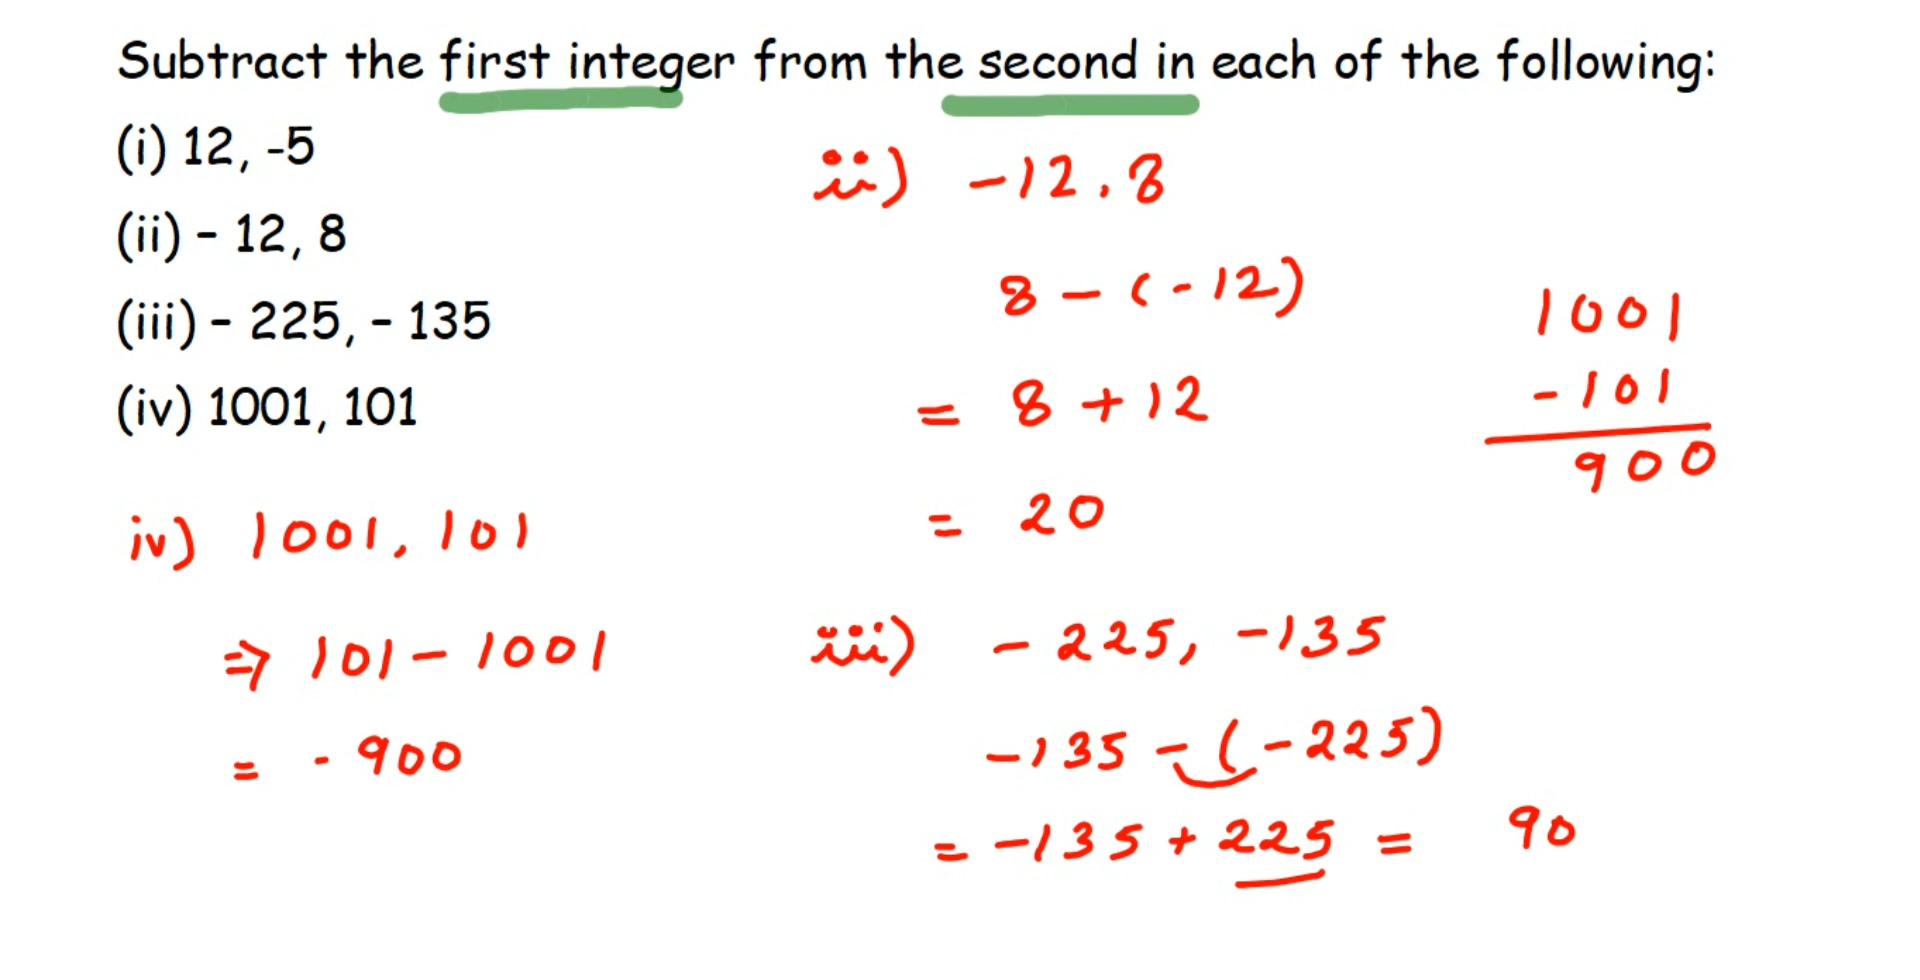 Subtract the first integer from the second in each of the following:
(i) 12, -5
(ii) - 12, 8
(iii) - 225, - 135
(iv) 1001, 101
iv) 1001, 101
⇒ 101 - 1001
= - 900
ii) -12, 8
8 - (-12)
= 8 + 12
= 20
iii) - 225, -135
-135 - (-225)
= -135 + 225 = 90
1001
- 101
900